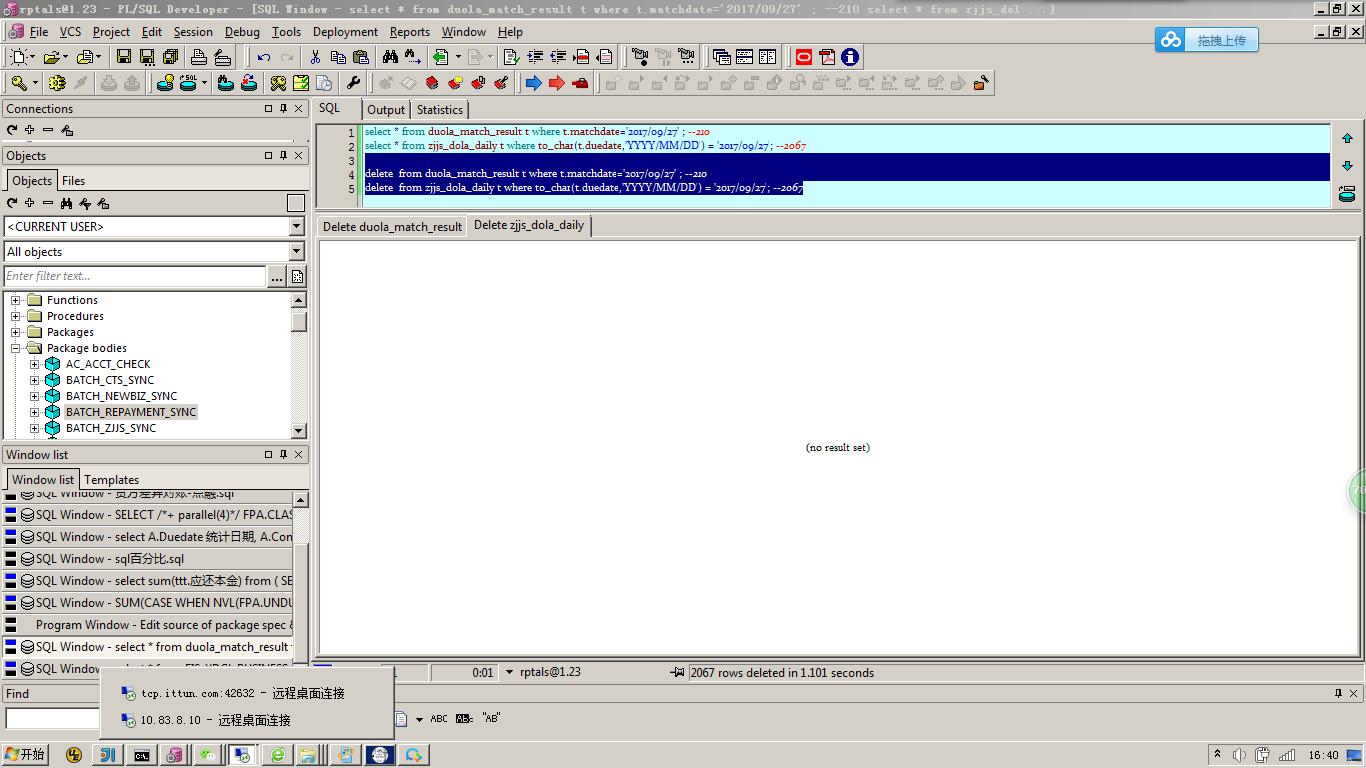 rptals@1.23 - PL/SQL Developer - [SQL Window - select * from duola_match_result t where t.matchdate='2017/09/27' ; --210 select * from zjjs_dol ...]
File VCS Project Edit Session Debug Tools Deployment Reports Window Help
拖拽上传
Connections
Objects
Objects Files
<CURRENT USER>
All objects
Enter filter text...
Functions
Procedures
Packages
Package bodies
AC_ACCT_CHECK
BATCH_CTS_SYNC
BATCH_NEWBIZ_SYNC
BATCH_REPAYMENT_SYNC
BATCH_ZJJS_SYNC
Window list
Window list Templates
SQL Window - SELECT /*+ parallel(4)*/ FPA.CLAS
SQL Window - select A.Duedate 统计日期, A.Con
SQL Window - sql百分比.sql
SQL Window - select sum(ttt.应还本金) from ( SE
SQL Window - SUM(CASE WHEN NVL(FPA.UNDU
Program Window - Edit source of package spec &
SQL Window - select * from duola_match_result
SQL Window
Find
SQL Output Statistics
1 select * from duola_match_result t where t.matchdate='2017/09/27' ; --210
2 select * from zjjs_dola_daily t where to_char(t.duedate,'YYYY/MM/DD') = '2017/09/27'; --2067
3
4 delete from duola_match_result t where t.matchdate='2017/09/27' ; --210
5 delete from zjjs_dola_daily t where to_char(t.duedate,'YYYY/MM/DD') = '2017/09/27'; --2067
Delete duola_match_result Delete zjjs_dola_daily
(no result set)
70
0:01 rptals@1.23 2067 rows deleted in 1.101 seconds
ABC AB "AB"
tcp.ittun.com:42632 - 远程桌面连接
10.83.8.10 - 远程桌面连接
开始
16:40